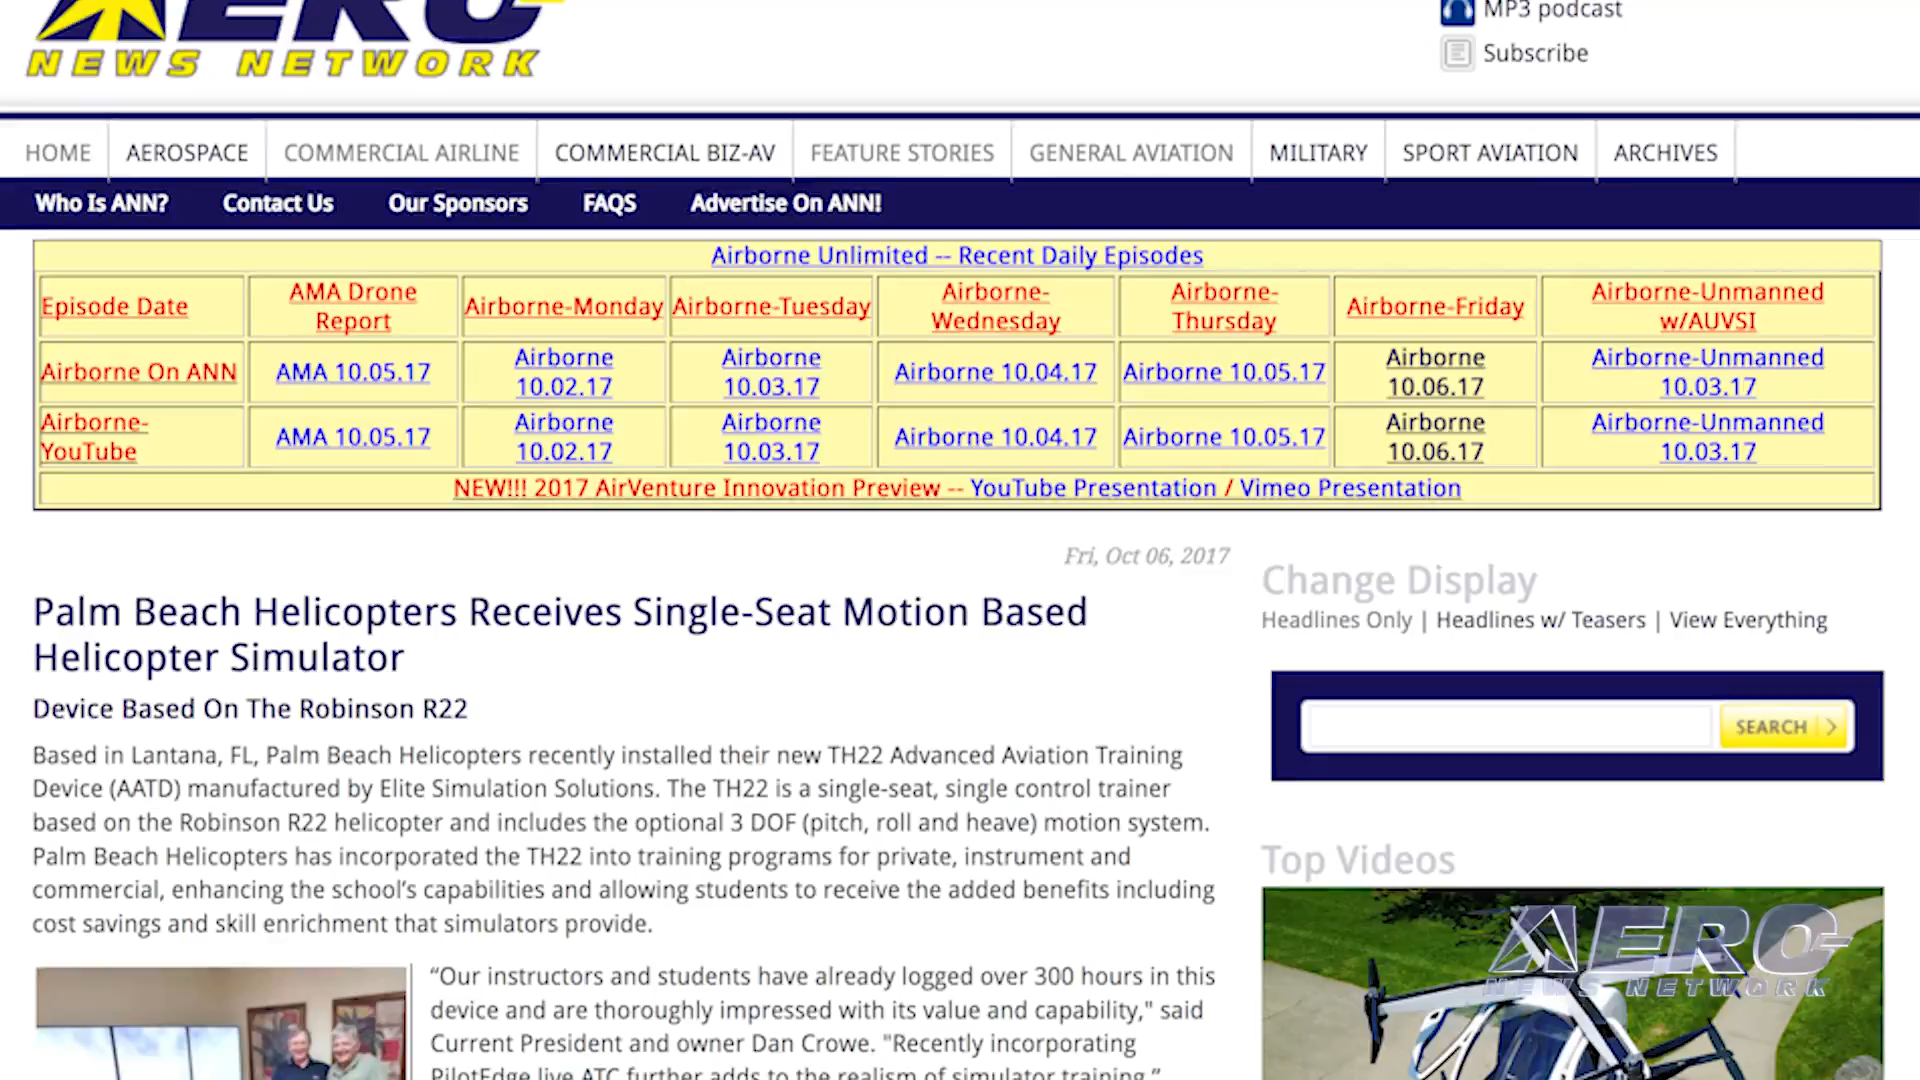 AERO
NEWS NETWORK
MP3 podcast
Subscribe
HOME AEROSPACE COMMERCIAL AIRLINE COMMERCIAL BIZ-AV FEATURE STORIES GENERAL AVIATION MILITARY SPORT AVIATION ARCHIVES
Who Is ANN? Contact Us Our Sponsors FAQS Advertise On ANN!
Airborne Unlimited -- Recent Daily Episodes
Episode Date AMA Drone Report Airborne-Monday Airborne-Tuesday Airborne-Wednesday Airborne-Thursday Airborne-Friday Airborne-Unmanned w/AUVSI
Airborne On ANN AMA 10.05.17 Airborne 10.02.17 Airborne 10.03.17 Airborne 10.04.17 Airborne 10.05.17 Airborne 10.06.17 Airborne-Unmanned 10.03.17
Airborne-YouTube AMA 10.05.17 Airborne 10.02.17 Airborne 10.03.17 Airborne 10.04.17 Airborne 10.05.17 Airborne 10.06.17 Airborne-Unmanned 10.03.17
NEW!!! 2017 AirVenture Innovation Preview -- YouTube Presentation / Vimeo Presentation
Fri, Oct 06, 2017
Palm Beach Helicopters Receives Single-Seat Motion Based
Helicopter Simulator
Device Based On The Robinson R22
Based in Lantana, FL, Palm Beach Helicopters recently installed their new TH22 Advanced Aviation Training
Device (AATD) manufactured by Elite Simulation Solutions. The TH22 is a single-seat, single control trainer
based on the Robinson R22 helicopter and includes the optional 3 DOF (pitch, roll and heave) motion system.
Palm Beach Helicopters has incorporated the TH22 into training programs for private, instrument and
commercial, enhancing the school’s capabilities and allowing students to receive the added benefits including
cost savings and skill enrichment that simulators provide.
“Our instructors and students have already logged over 300 hours in this
device and are thoroughly impressed with its value and capability," said
Current President and owner Dan Crowe. "Recently incorporating
PilotEdge live ATC further adds to the realism of simulator training.”
Change Display
Headlines Only | Headlines w/ Teasers | View Everything
SEARCH
Top Videos
AERO
NEWS NETWORK